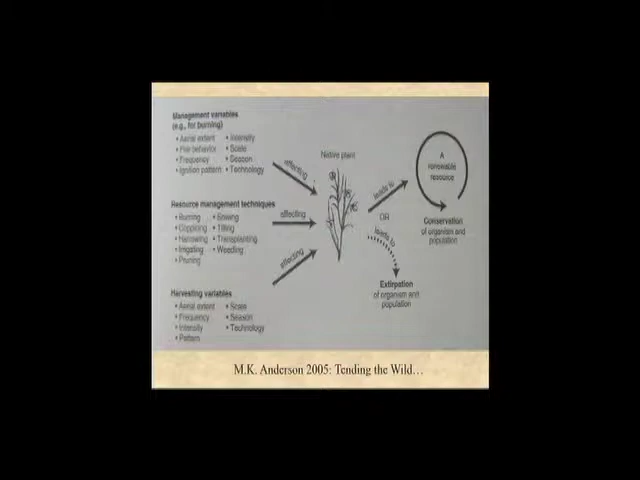 Management variables
(e.g., for burning)
• Aerial extent • Intensity
• Fire behavior • Scale
• Frequency • Season
• Ignition pattern • Technology
Resource management techniques
• Burning • Sowing
• Coppicing • Tilling
• Harrowing • Transplanting
• Irrigating • Weeding
• Pruning
Harvesting variables
• Aerial extent • Scale
• Frequency • Season
• Intensity • Technology
• Pattern
affecting
affecting
affecting
Native plant
leads to
OR
leads to
A
renewable
resource
Conservation
of organism and
population
Extirpation
of organism and
population
M.K. Anderson 2005: Tending the Wild…